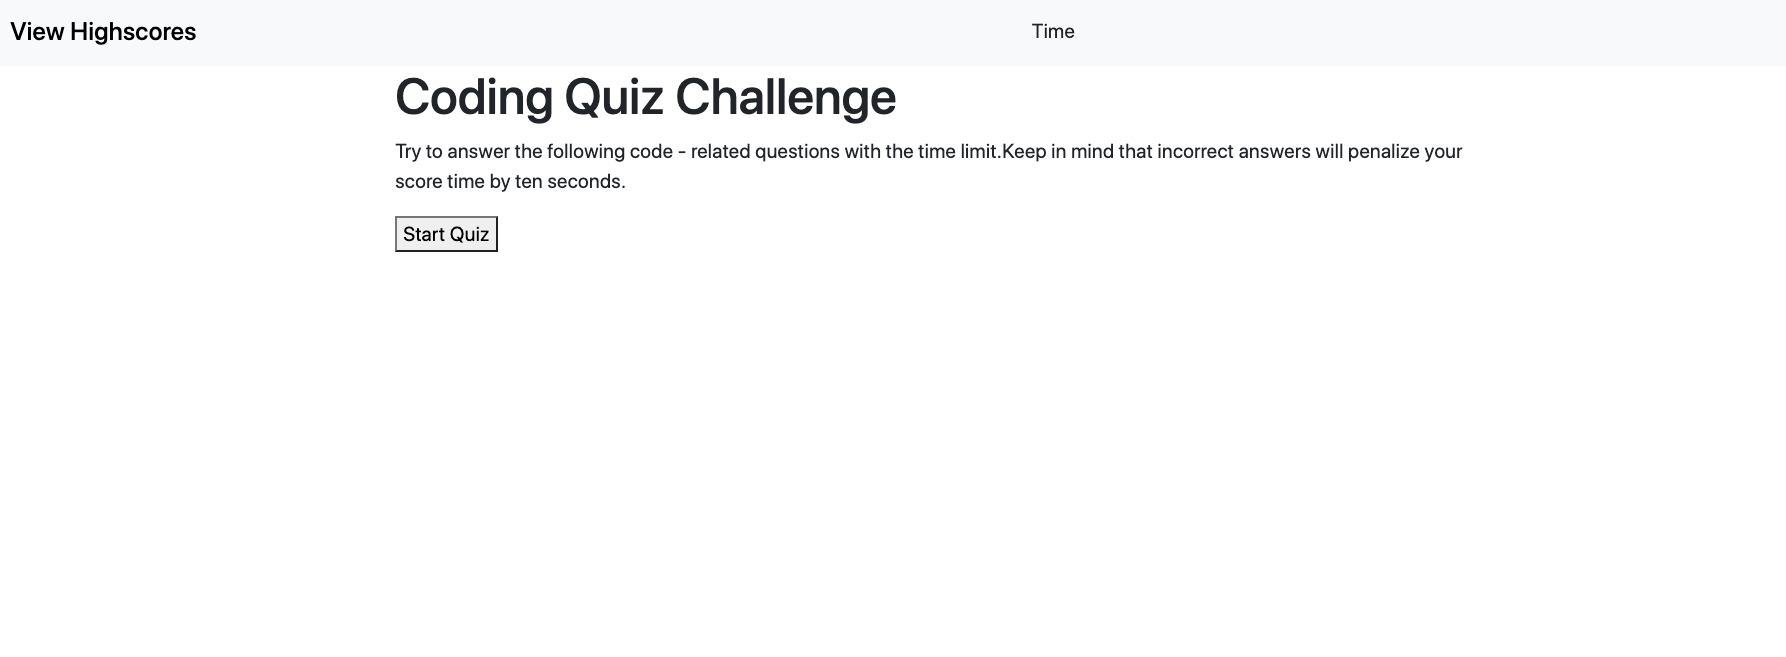 View Highscores
Time
Coding Quiz Challenge
Try to answer the following code - related questions with the time limit.Keep in mind that incorrect answers will penalize your
score time by ten seconds.
Start Quiz